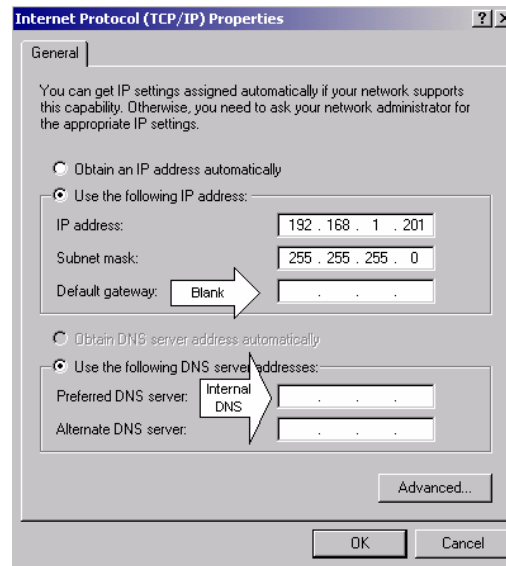 Internet Protocol (TCP/IP) Properties
General
You can get IP settings assigned automatically if your network supports
this capability. Otherwise, you need to ask your network administrator for
the appropriate IP settings.
Obtain an IP address automatically
Use the following IP address:
IP address: 192 . 168 . 1 . 201
Subnet mask: 255 . 255 . 255 . 0
Default gateway: Blank . . .
Obtain DNS server address automatically
Use the following DNS server addresses:
Preferred DNS server: Internal DNS . . .
Alternate DNS server: . . .
Advanced...
OK Cancel